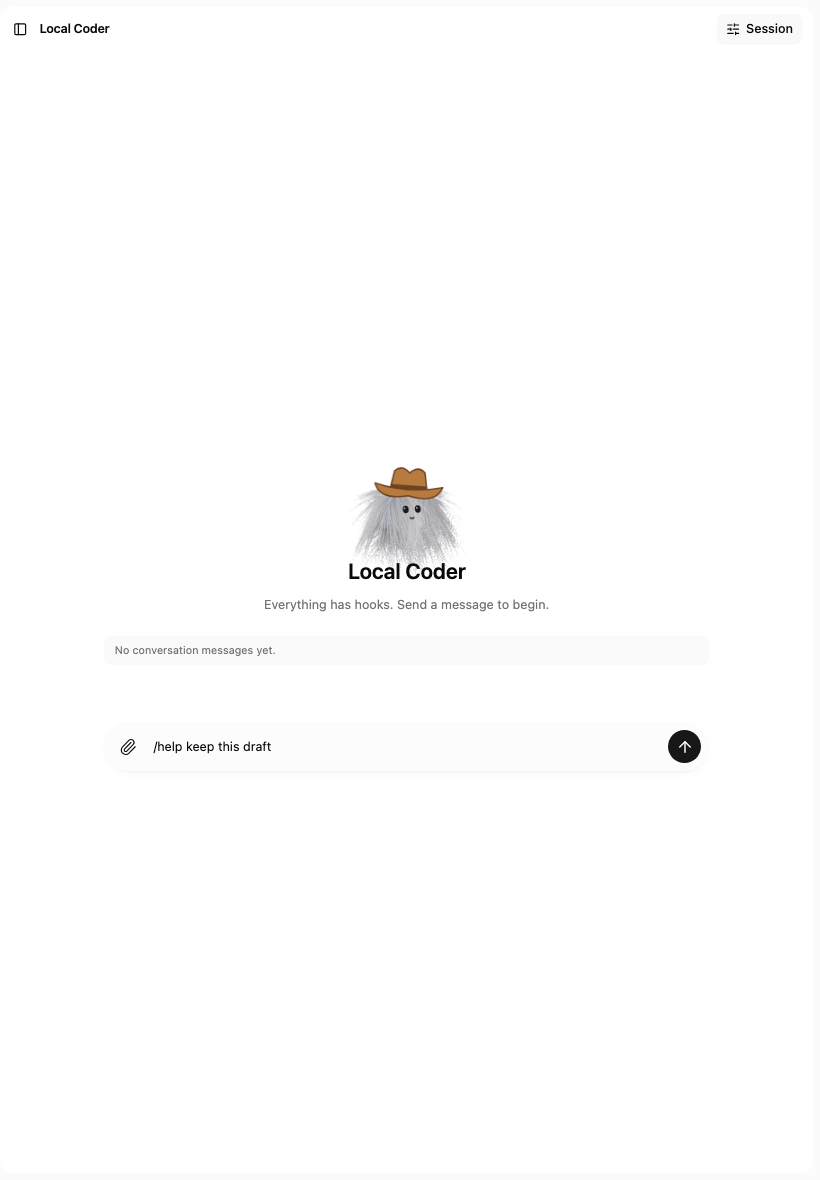 Local Coder
Session
Local Coder
Everything has hooks. Send a message to begin.
No conversation messages yet.
/help keep this draft